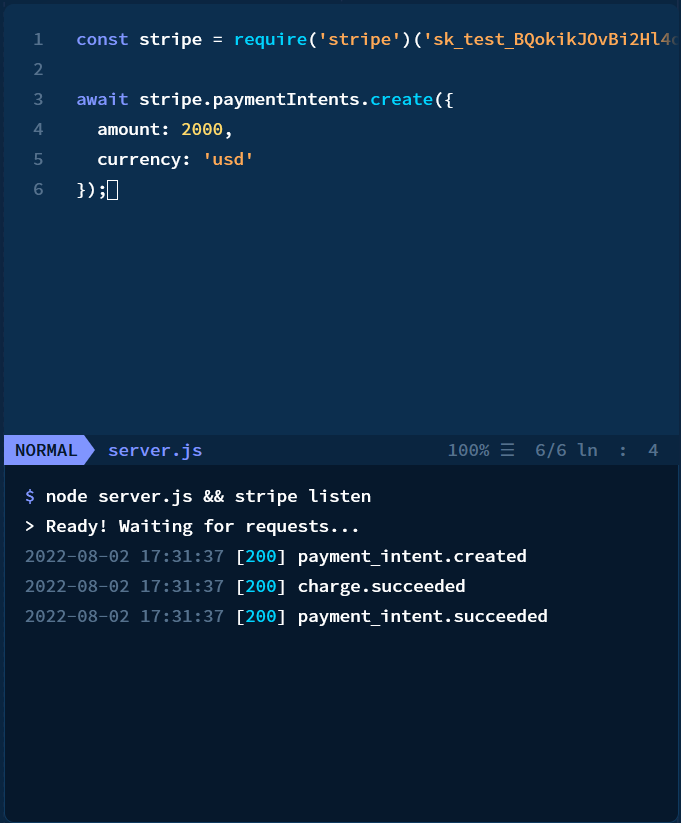 1 const stripe = require('stripe')('sk_test_BQokikJOvBi2Hl4
2
3 await stripe.paymentIntents.create({
4 amount: 2000,
5 currency: 'usd'
6 });
NORMAL server.js 100% ☰ 6/6 ln : 4
$ node server.js && stripe listen
> Ready! Waiting for requests...
2022-08-02 17:31:37 [200] payment_intent.created
2022-08-02 17:31:37 [200] charge.succeeded
2022-08-02 17:31:37 [200] payment_intent.succeeded